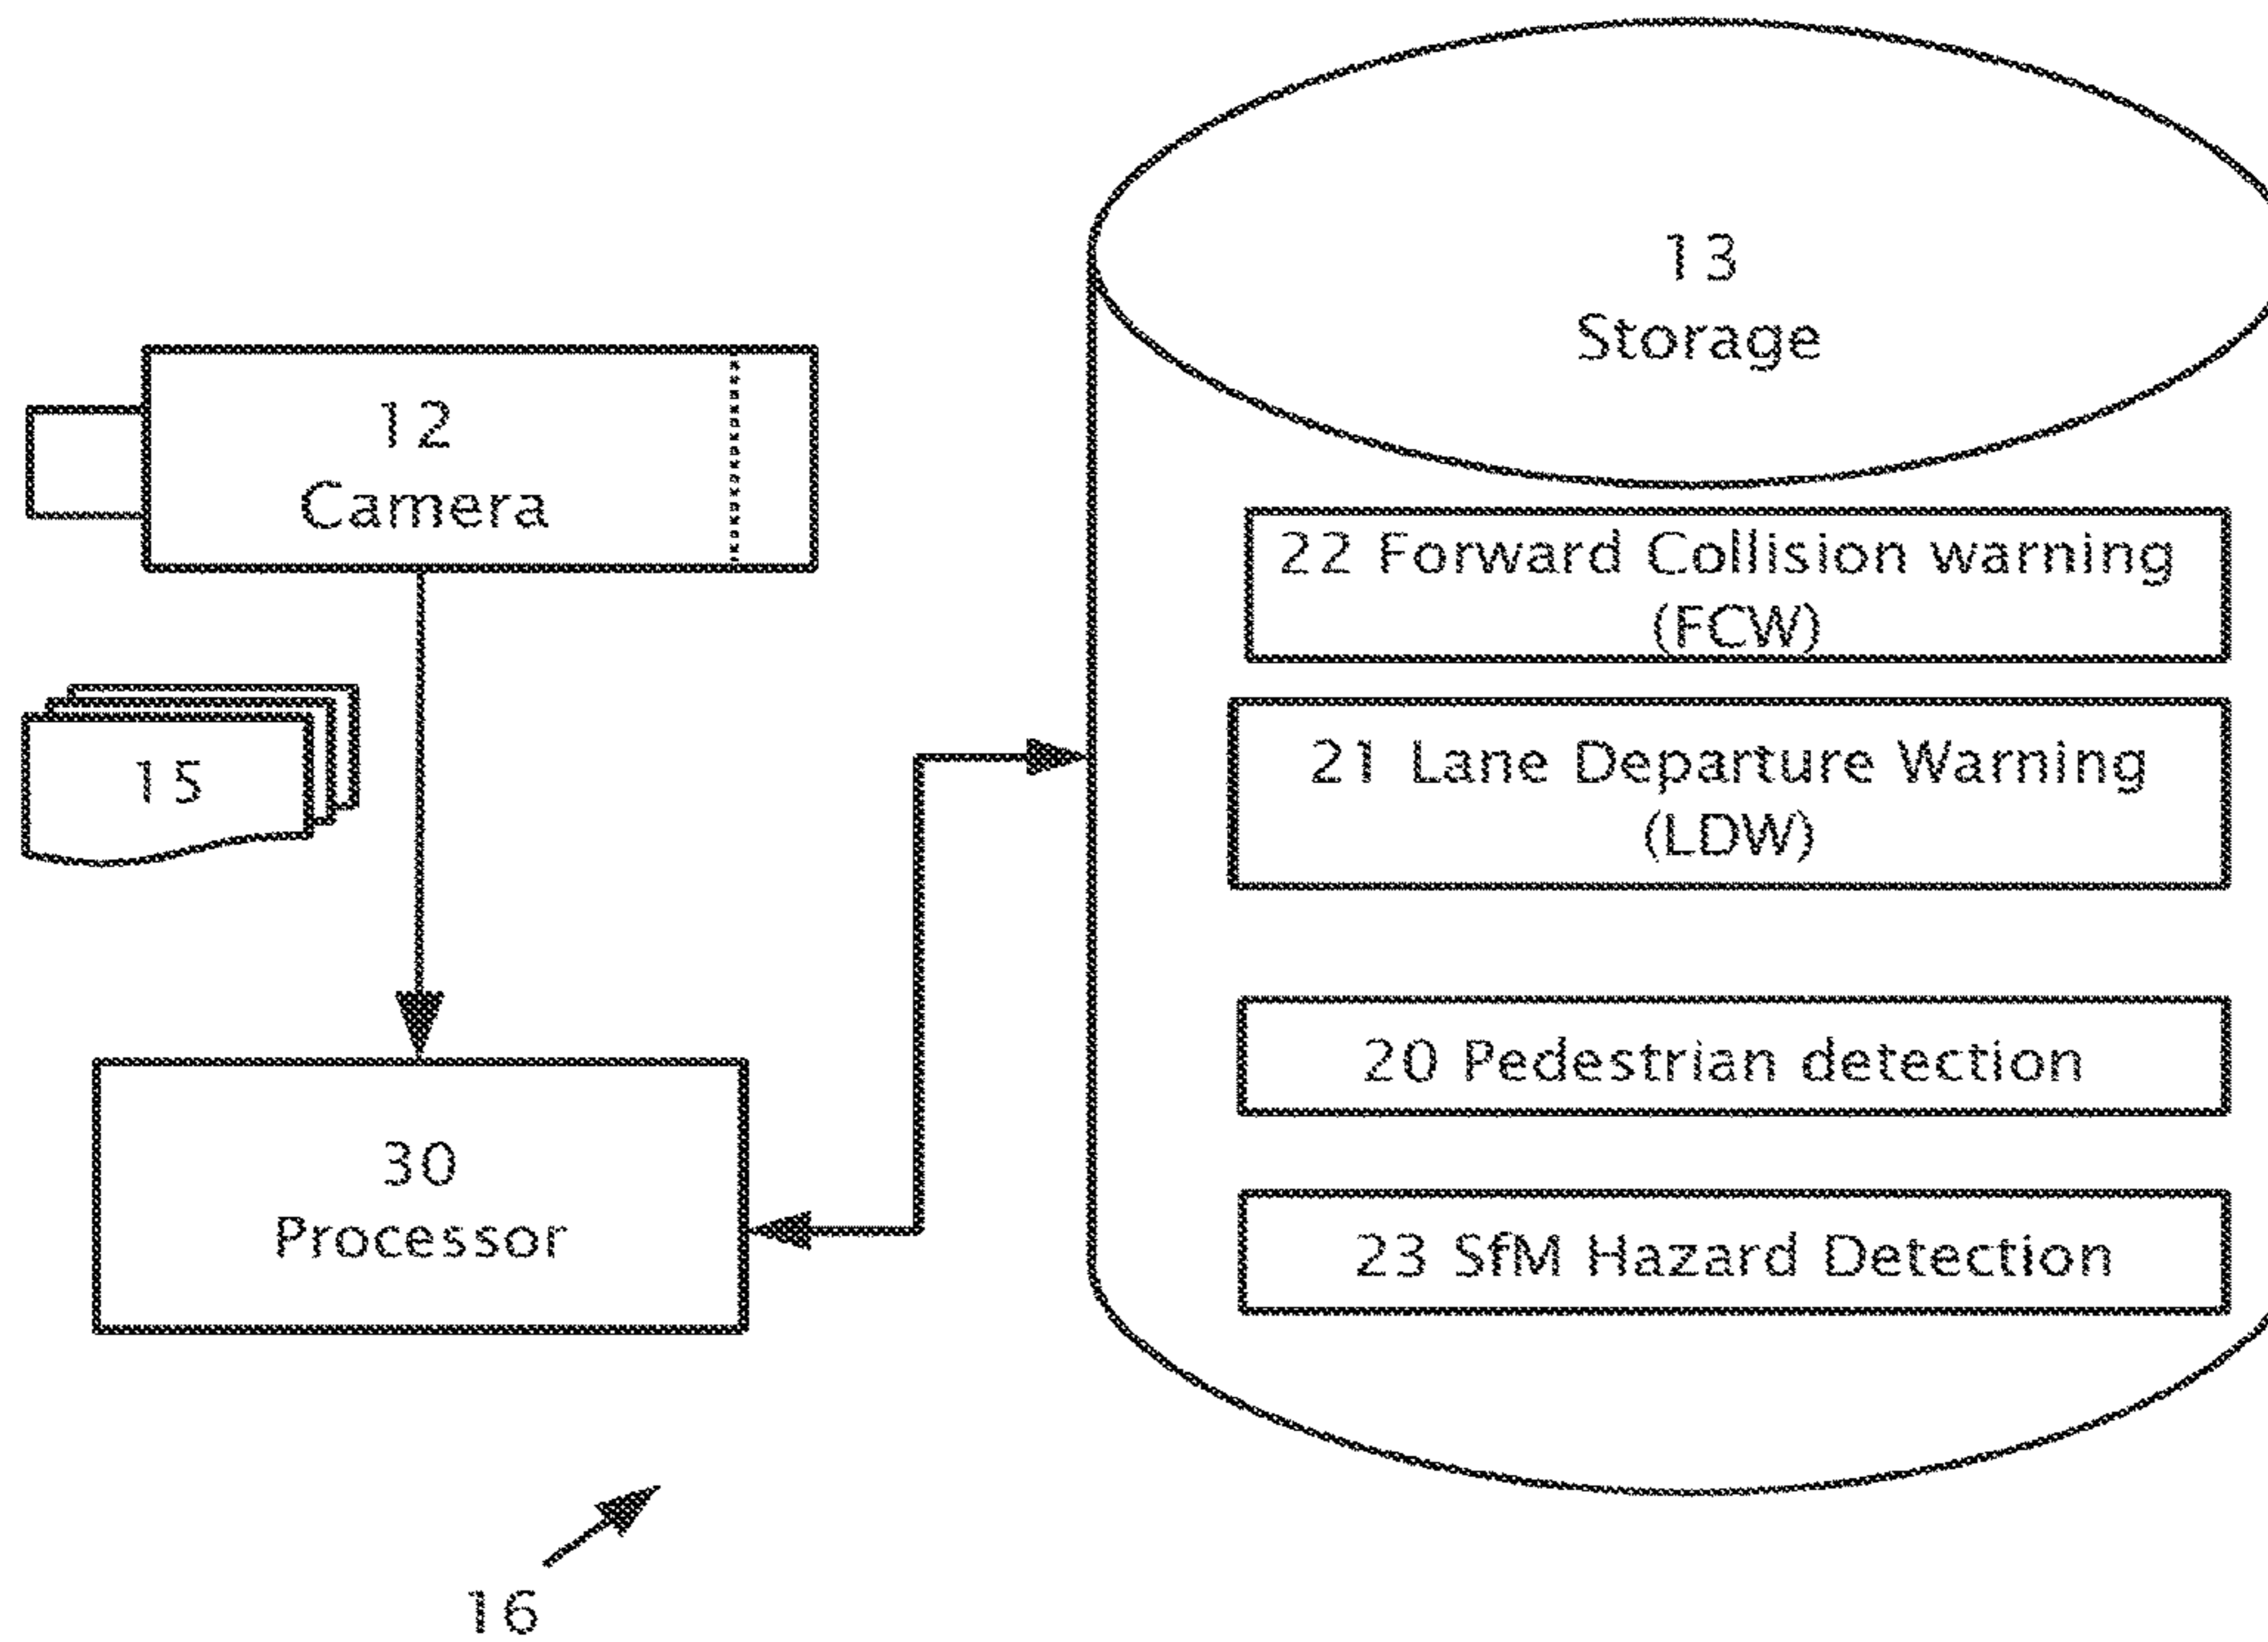 13
Storage
12
Camera
22 Forward Collision warning
(FCW)
21 Lane Departure Warning
(LDW)
15
20 Pedestrian detection
30
Processor
23 SfM Hazard Detection
16